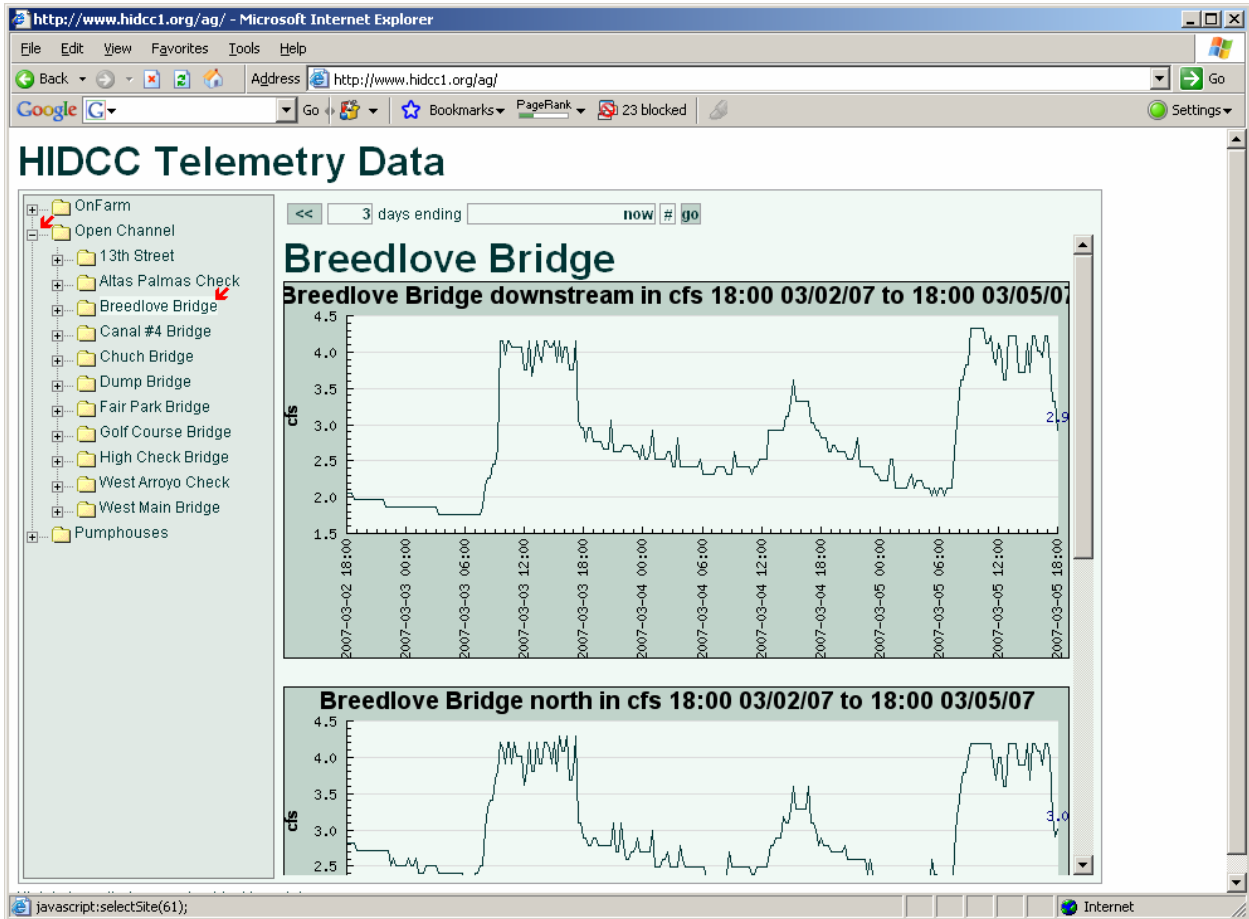 http://www.hidcc1.org/ag/ - Microsoft Internet Explorer
File Edit View Favorites Tools Help
Back Address http://www.hidcc1.org/ag/ Go
Google G Go Bookmarks PageRank 23 blocked Settings
HIDCC Telemetry Data
OnFarm
Open Channel
13th Street
Altas Palmas Check
Breedlove Bridge
Canal #4 Bridge
Chuch Bridge
Dump Bridge
Fair Park Bridge
Golf Course Bridge
High Check Bridge
West Arroyo Check
West Main Bridge
Pumphouses
<< 3 days ending now # go
Breedlove Bridge
Breedlove Bridge downstream in cfs 18:00 03/02/07 to 18:00 03/05/07
cfs
4.5
4.0
3.5
3.0
2.5
2.0
1.5
2.9
2007-03-02 18:00
2007-03-03 00:00
2007-03-03 06:00
2007-03-03 12:00
2007-03-03 18:00
2007-03-04 00:00
2007-03-04 06:00
2007-03-04 12:00
2007-03-04 18:00
2007-03-05 00:00
2007-03-05 06:00
2007-03-05 12:00
2007-03-05 18:00
Breedlove Bridge north in cfs 18:00 03/02/07 to 18:00 03/05/07
cfs
4.5
4.0
3.5
3.0
2.5
3.0
javascript:selectSite(61);
Internet